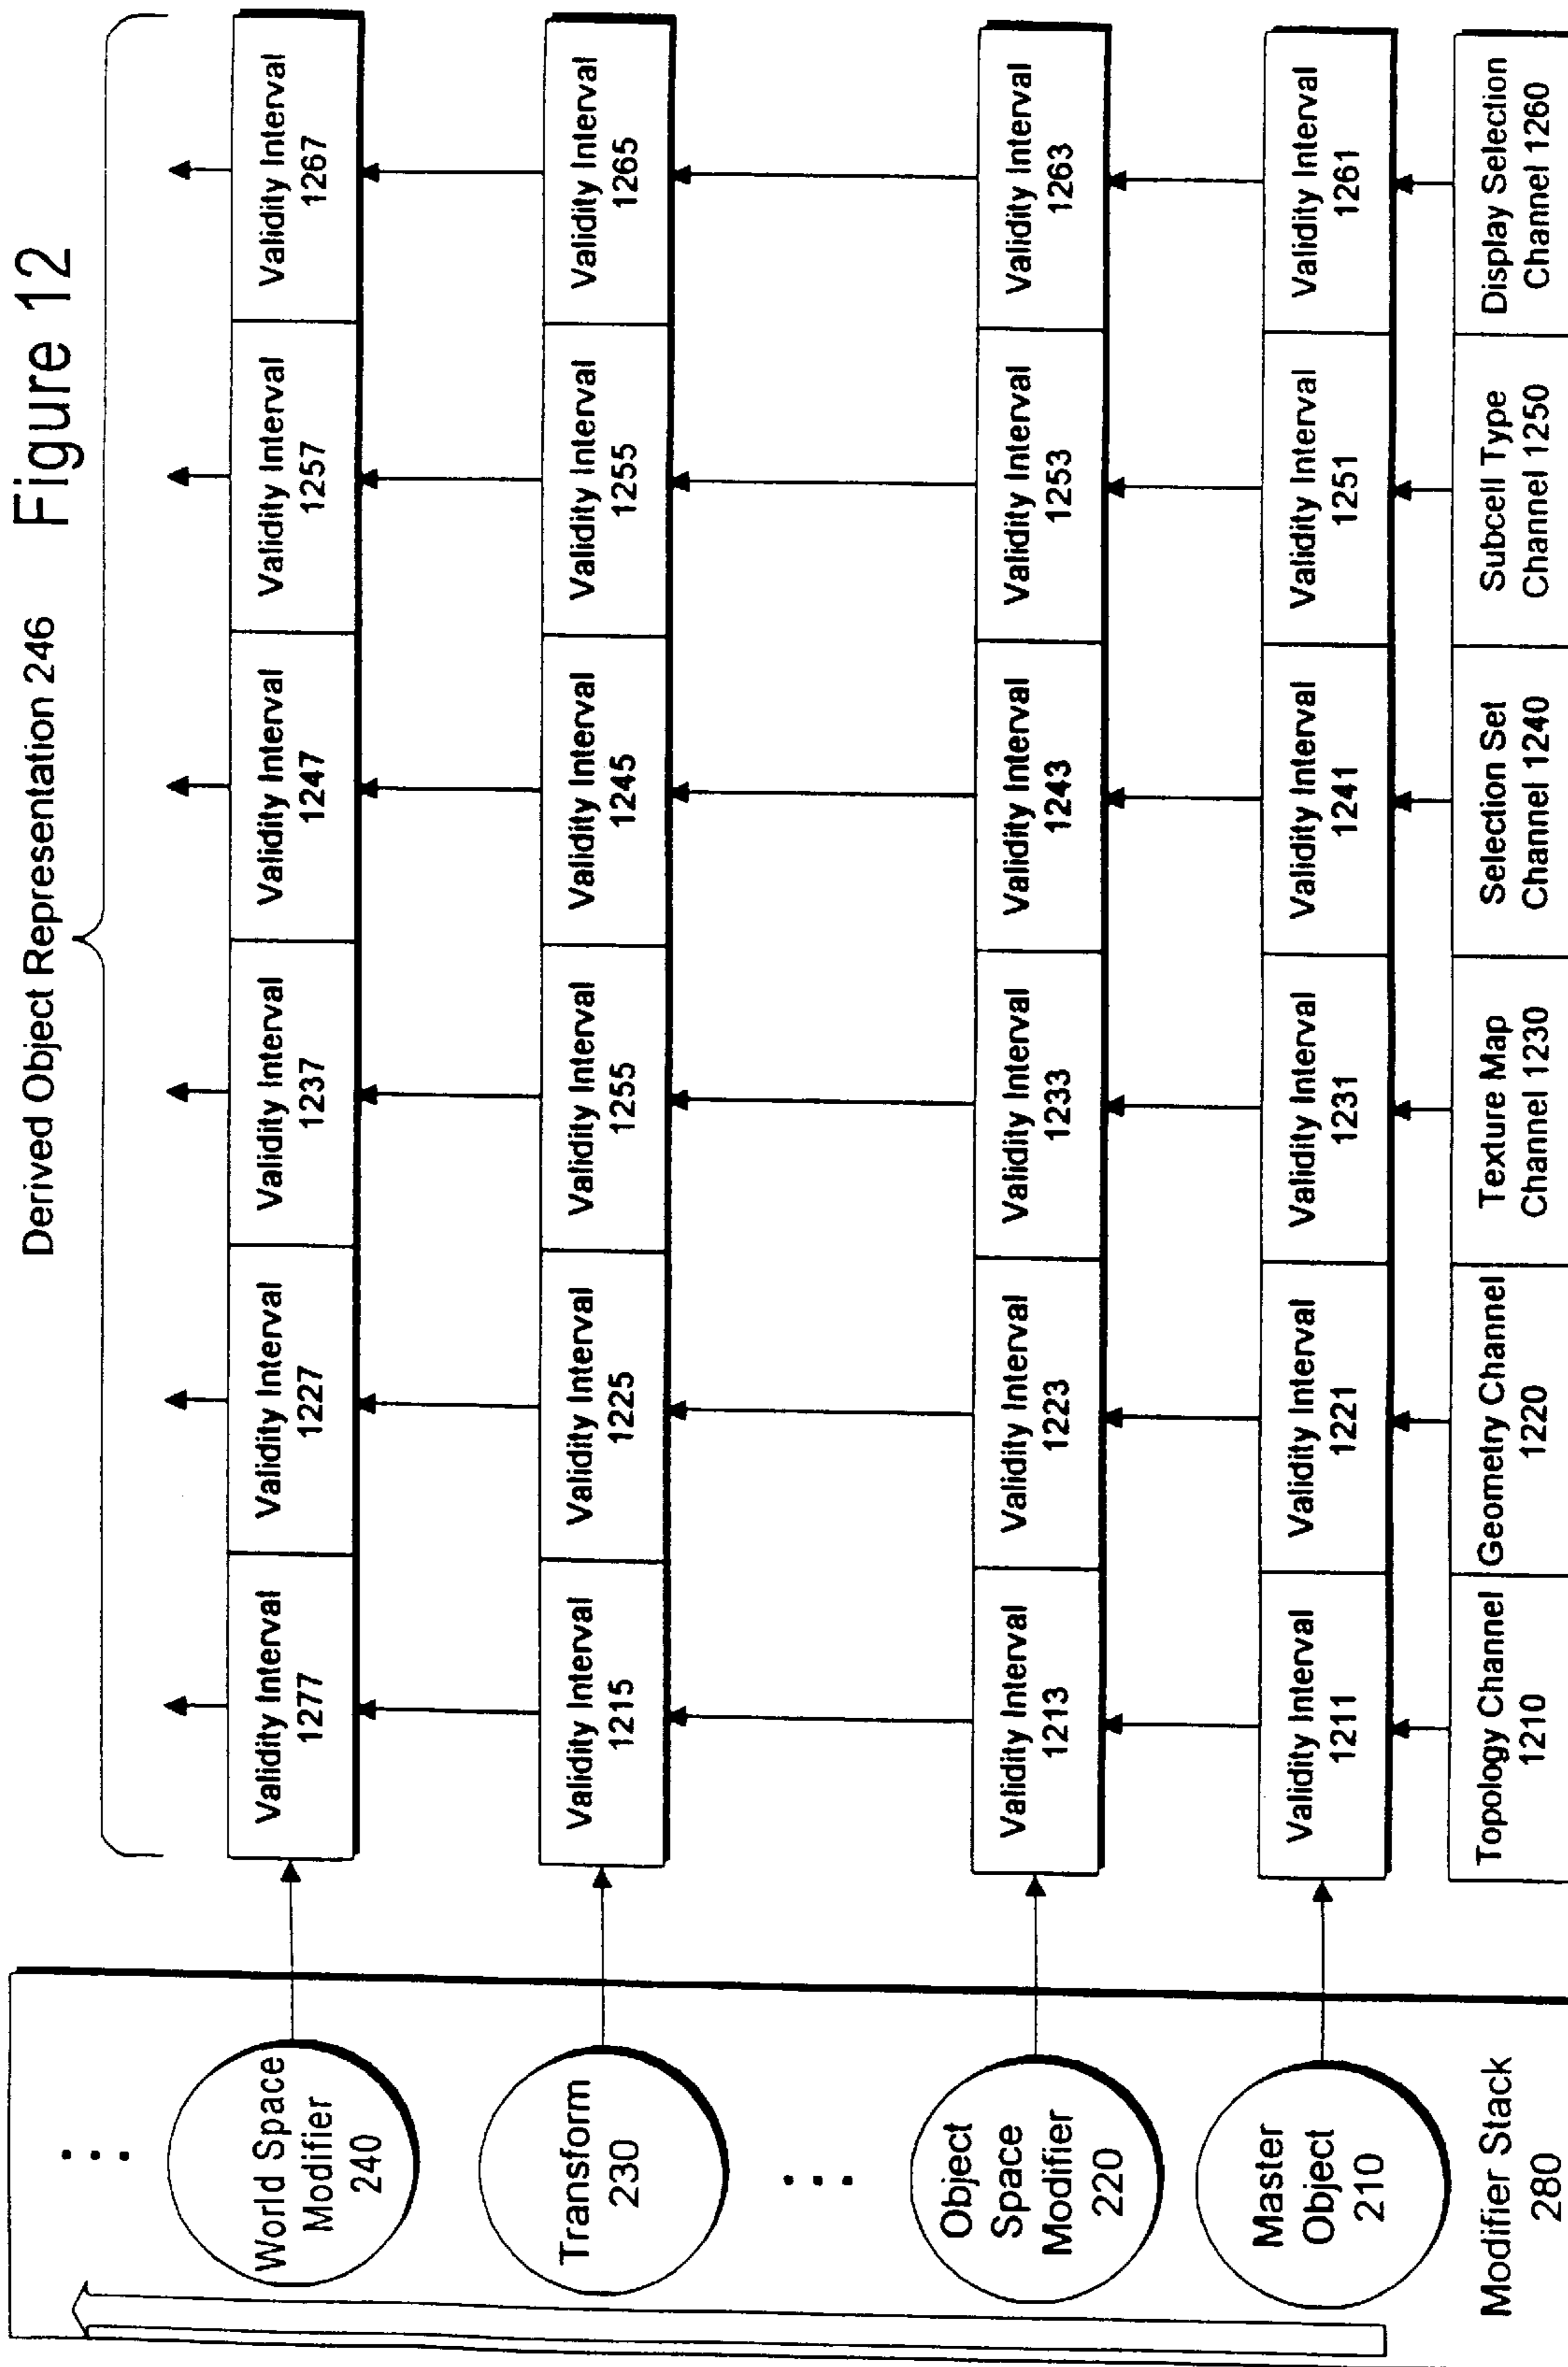 Derived Object Representation 246
Figure 12
World Space
Modifier
240
Validity Interval
1277
Validity Interval
1227
Validity Interval
1237
Validity Interval
1247
Validity Interval
1257
Validity Interval
1267
Transform
230
Validity Interval
1215
Validity Interval
1225
Validity Interval
1255
Validity Interval
1245
Validity Interval
1255
Validity Interval
1265
Object
Space
Modifier
220
Validity Interval
1213
Validity Interval
1223
Validity Interval
1233
Validity Interval
1243
Validity Interval
1253
Validity Interval
1263
Master
Object
210
Validity Interval
1211
Validity Interval
1221
Validity Interval
1231
Validity Interval
1241
Validity Interval
1251
Validity Interval
1261
Modifier Stack
280
Topology Channel
1210
Geometry Channel
1220
Texture Map
Channel 1230
Selection Set
Channel 1240
Subcell Type
Channel 1250
Display Selection
Channel 1260